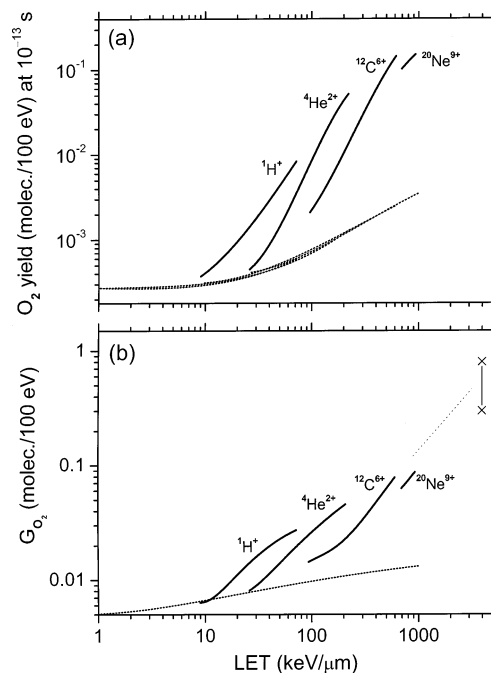 (a)
O₂ yield (molec./100 eV) at 10⁻¹³ s
10⁻¹
10⁻²
10⁻³
¹H⁺
⁴He²⁺
¹²C⁶⁺
²⁰Ne⁹⁺
(b)
G_O₂ (molec./100 eV)
1
0.1
0.01
¹H⁺
⁴He²⁺
¹²C⁶⁺
²⁰Ne⁹⁺
1
10
100
1000
LET (keV/μm)